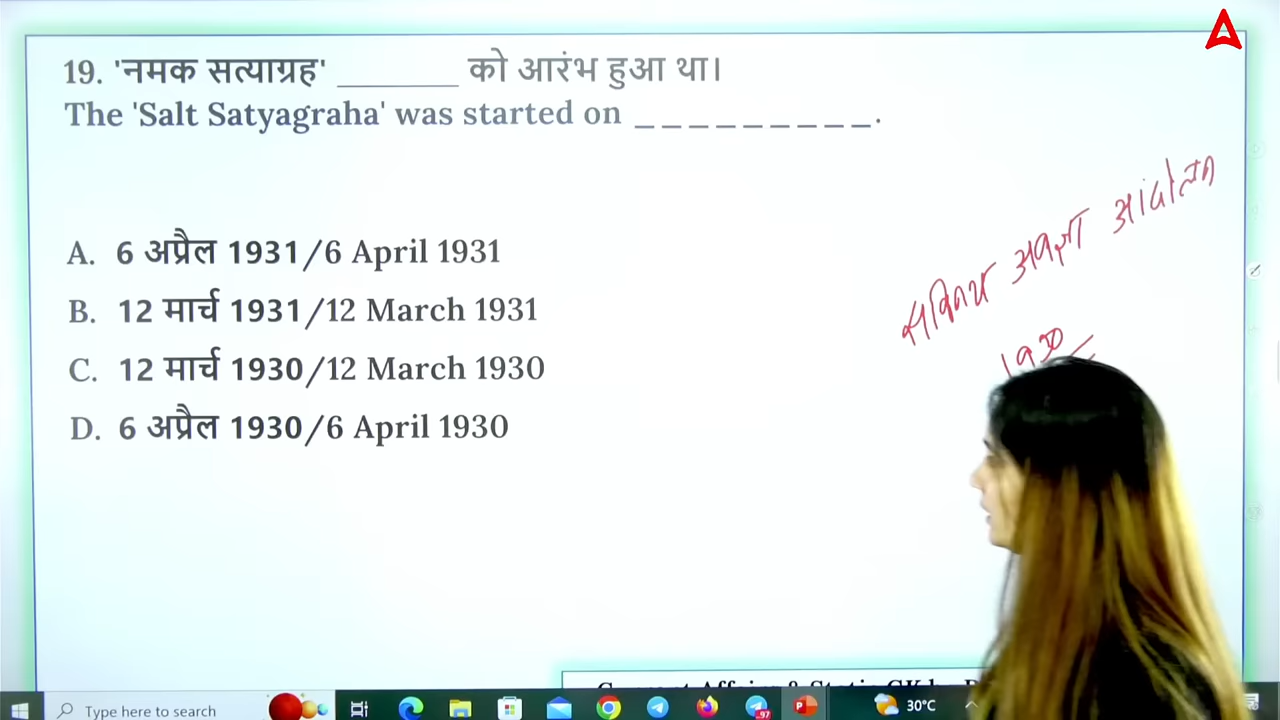 19. 'नमक सत्याग्रह' ________ को आरंभ हुआ था।
The 'Salt Satyagraha' was started on _ _ _ _ _ _ _ _ _.
A. 6 अप्रैल 1931/6 April 1931
B. 12 मार्च 1931/12 March 1931
C. 12 मार्च 1930/12 March 1930
D. 6 अप्रैल 1930/6 April 1930
सविनय अवज्ञा आंदोलन
1930
Type here to search
97
30°C